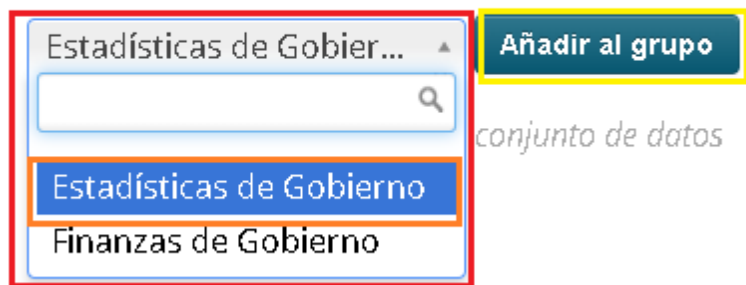 Estadísticas de Gobier... Añadir al grupo
conjunto de datos
Estadísticas de Gobierno
Finanzas de Gobierno